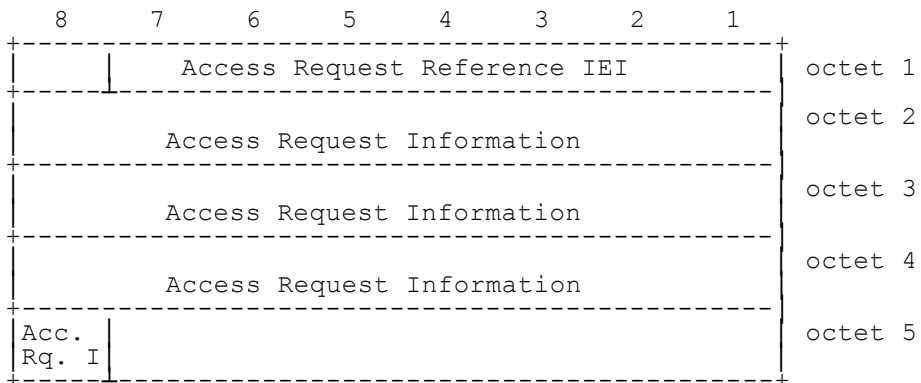 8 7 6 5 4 3 2 1
Access Request Reference IEI octet 1
octet 2
Access Request Information
octet 3
Access Request Information
octet 4
Access Request Information
Acc. octet 5
Rq. I